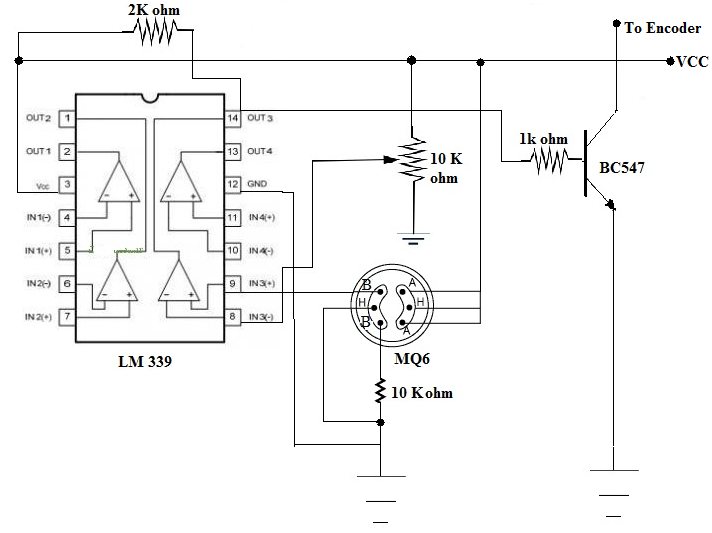 2K ohm
To Encoder
VCC
OUT2 1 14 OUT3
1k ohm
OUT1 2 13 OUT4
10 K
ohm
BC547
Vcc 3 12 GND
IN1(-) 4 11 IN4(+)
IN1(+) 5 10 IN4(-)
IN2(-) 6 9 IN3(+)
B A
H H
B A
IN2(+) 7 8 IN3(-)
LM 339
MQ6
10 Kohm
- +
- +
- +
- +